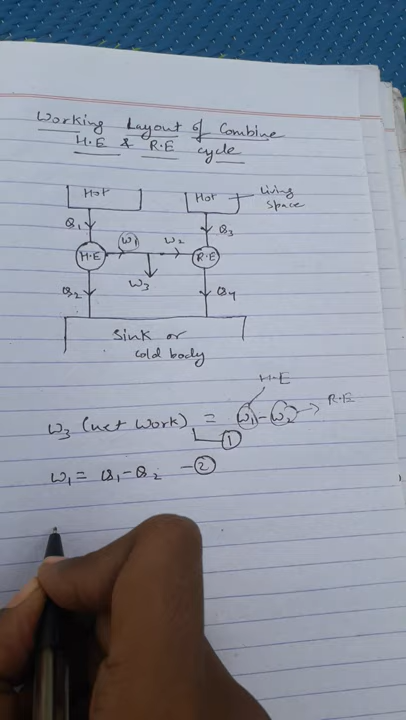 Working Layout of Combine
H.E & R.E cycle
Hot
Hot
Living
Space
Q1
W1
W2
Q3
H.E
R.E
W3
Q2
Q4
Sink or
cold body
H.E
W3 (net work) = W1 - W2
R.E
1
W1 = Q1 - Q2 - 2